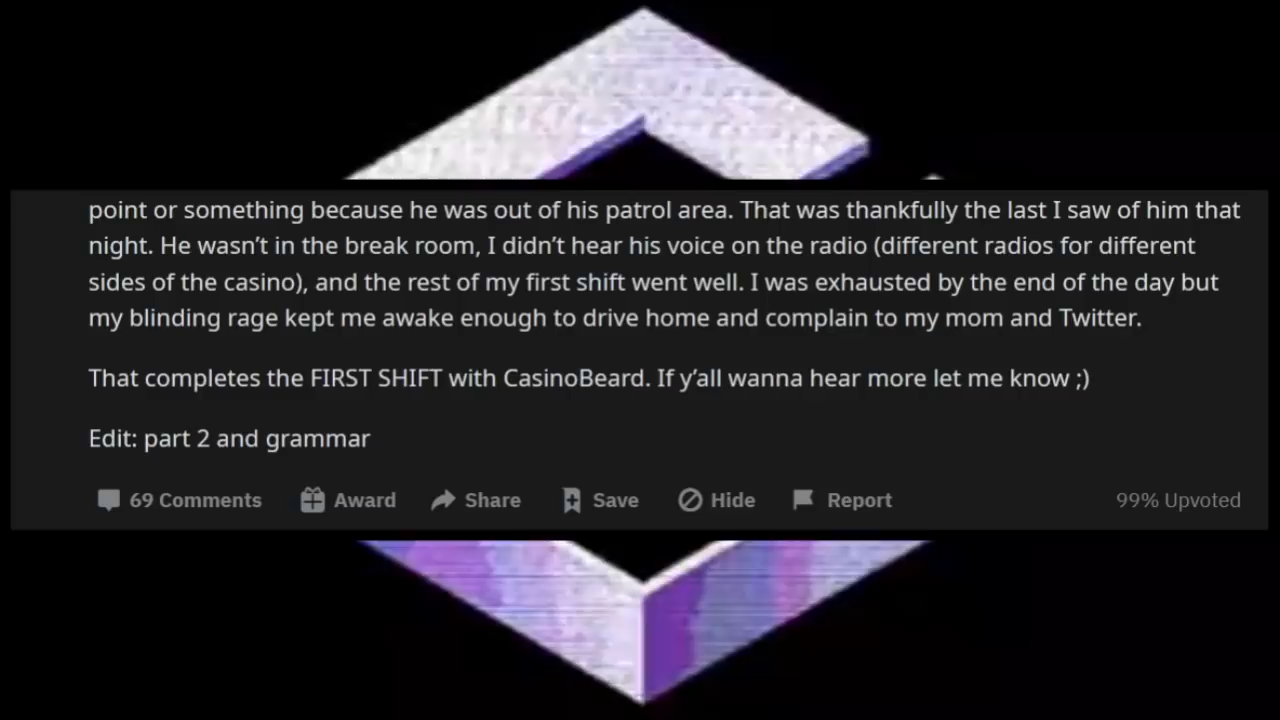 point or something because he was out of his patrol area. That was thankfully the last I saw of him that
night. He wasn’t in the break room, I didn’t hear his voice on the radio (different radios for different
sides of the casino), and the rest of my first shift went well. I was exhausted by the end of the day but
my blinding rage kept me awake enough to drive home and complain to my mom and Twitter.
That completes the FIRST SHIFT with CasinoBeard. If y’all wanna hear more let me know ;)
Edit: part 2 and grammar
69 Comments Award Share Save Hide Report 99% Upvoted